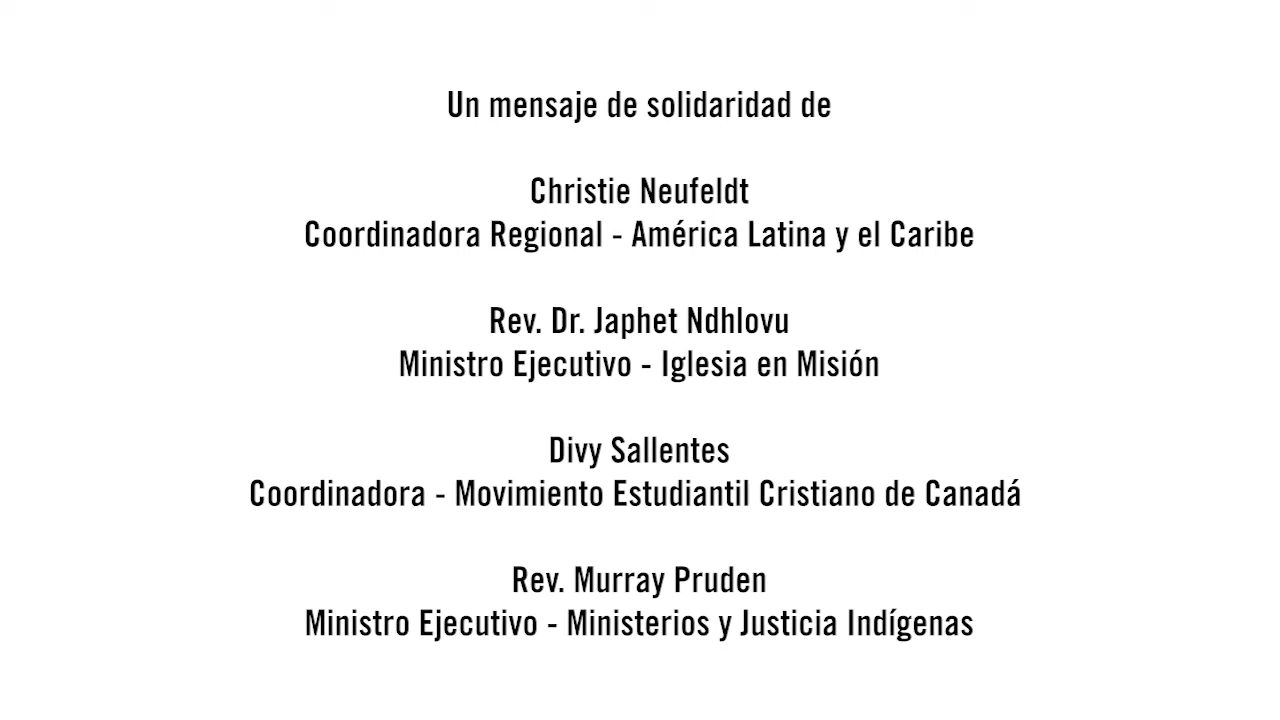 Un mensaje de solidaridad de
Christie Neufeldt
Coordinadora Regional - América Latina y el Caribe
Rev. Dr. Japhet Ndhlovu
Ministro Ejecutivo - Iglesia en Misión
Divy Sallentes
Coordinadora - Movimiento Estudiantil Cristiano de Canadá
Rev. Murray Pruden
Ministro Ejecutivo - Ministerios y Justicia Indígenas